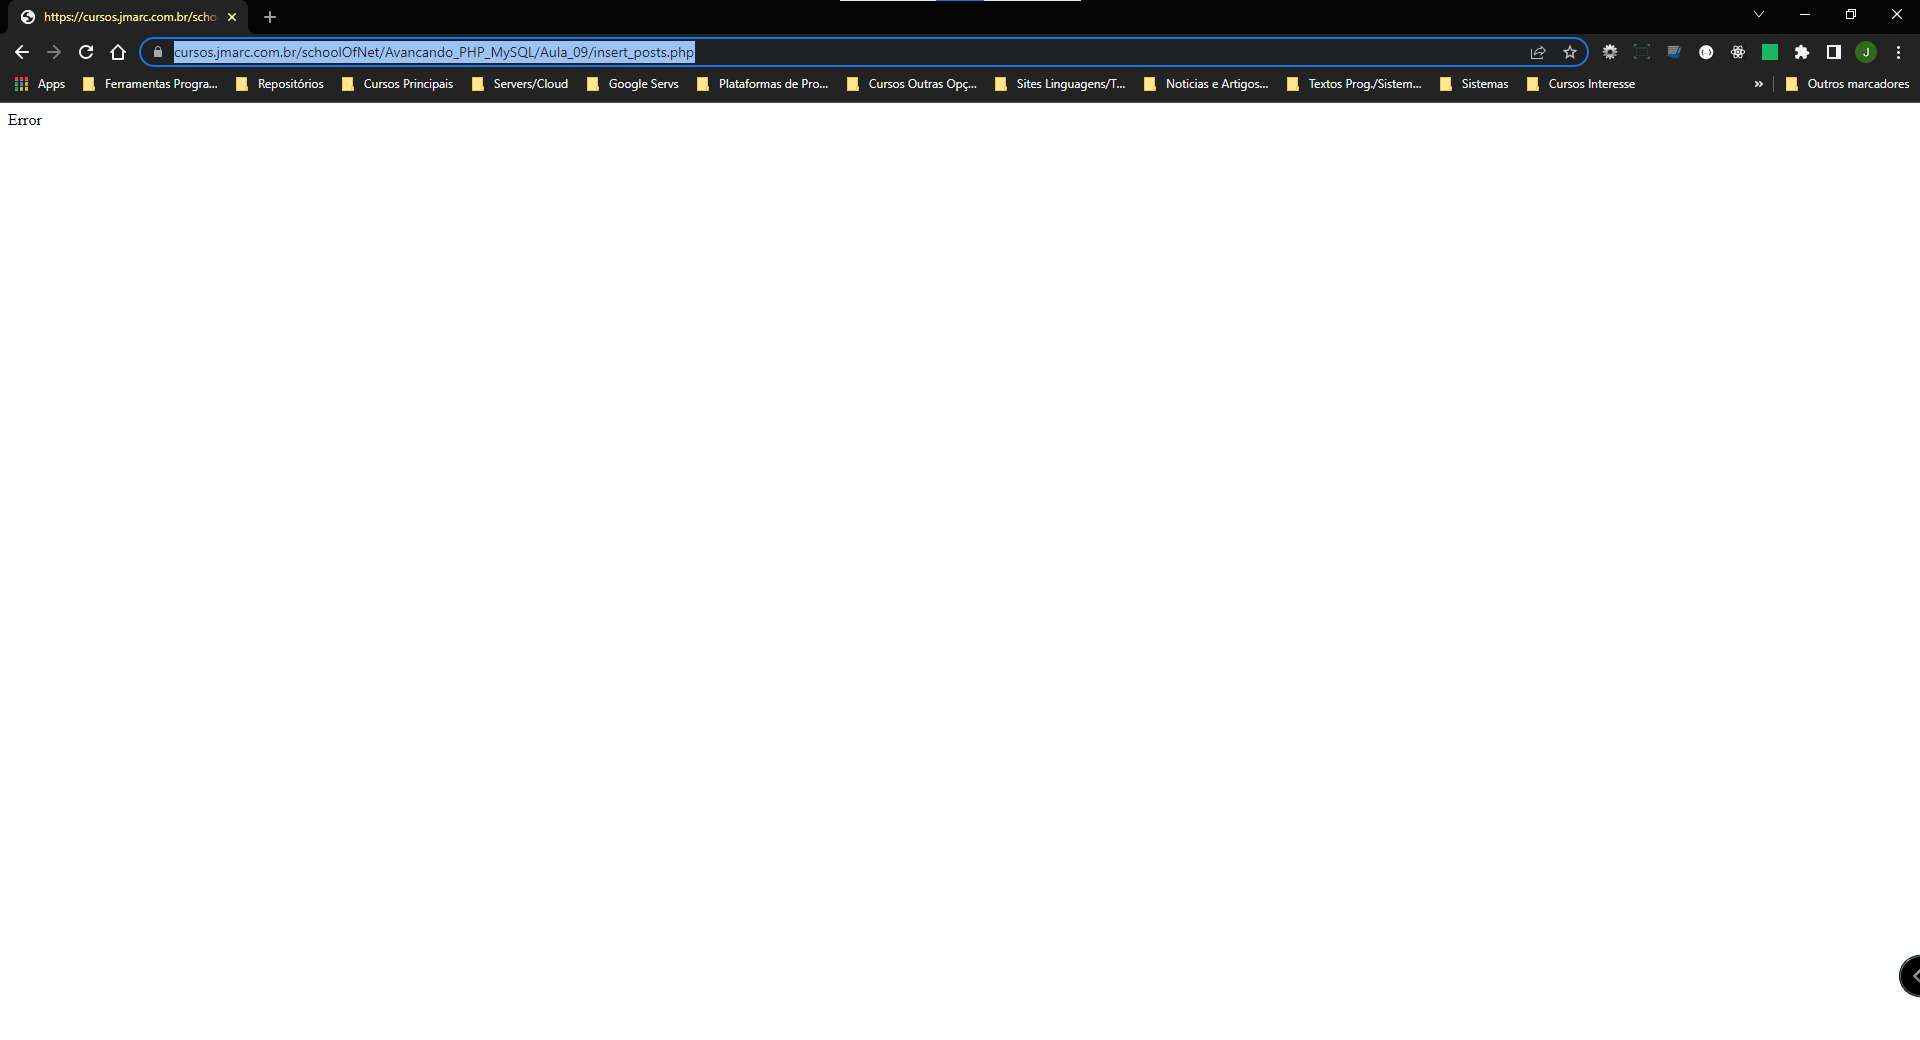 https://cursos.jmarc.com.br/scho
cursos.jmarc.com.br/schoolOfNet/Avancando_PHP_MySQL/Aula_09/insert_posts.php
J
Apps Ferramentas Progra... Repositórios Cursos Principais Servers/Cloud Google Servs Plataformas de Pro... Cursos Outras Opç... Sites Linguagens/T... Noticias e Artigos... Textos Prog./Sistem... Sistemas Cursos Interesse » Outros marcadores
Error